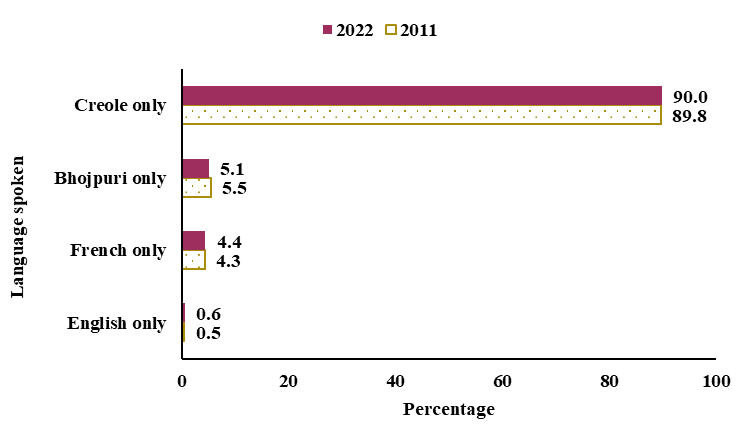 2022 2011
Creole only 90.0
89.8
Bhojpuri only 5.1
5.5
French only 4.4
4.3
English only 0.6
0.5
Language spoken
0 20 40 60 80 100
Percentage